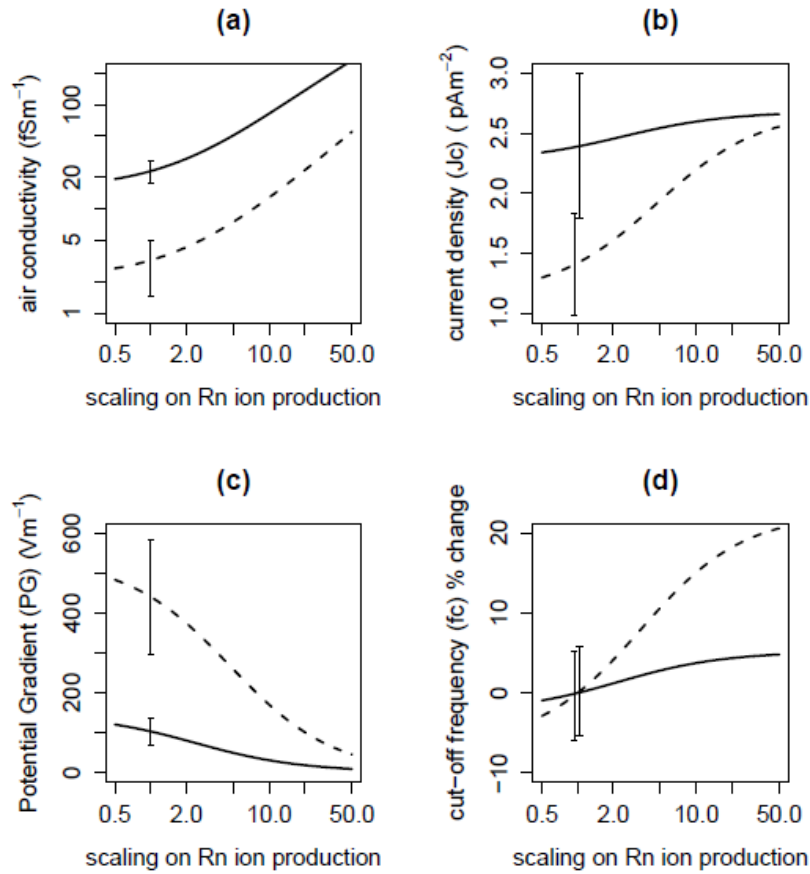 (a)
air conductivity (fSm⁻¹)
100
20
5
1
0.5 2.0 10.0 50.0
scaling on Rn ion production
(b)
current density (Jc) ( pAm⁻²)
3.0
2.5
2.0
1.5
1.0
0.5 2.0 10.0 50.0
scaling on Rn ion production
(c)
Potential Gradient (PG) (Vm⁻¹)
600
400
200
0
0.5 2.0 10.0 50.0
scaling on Rn ion production
(d)
cut−off frequency (fc) % change
20
10
0
−10
0.5 2.0 10.0 50.0
scaling on Rn ion production